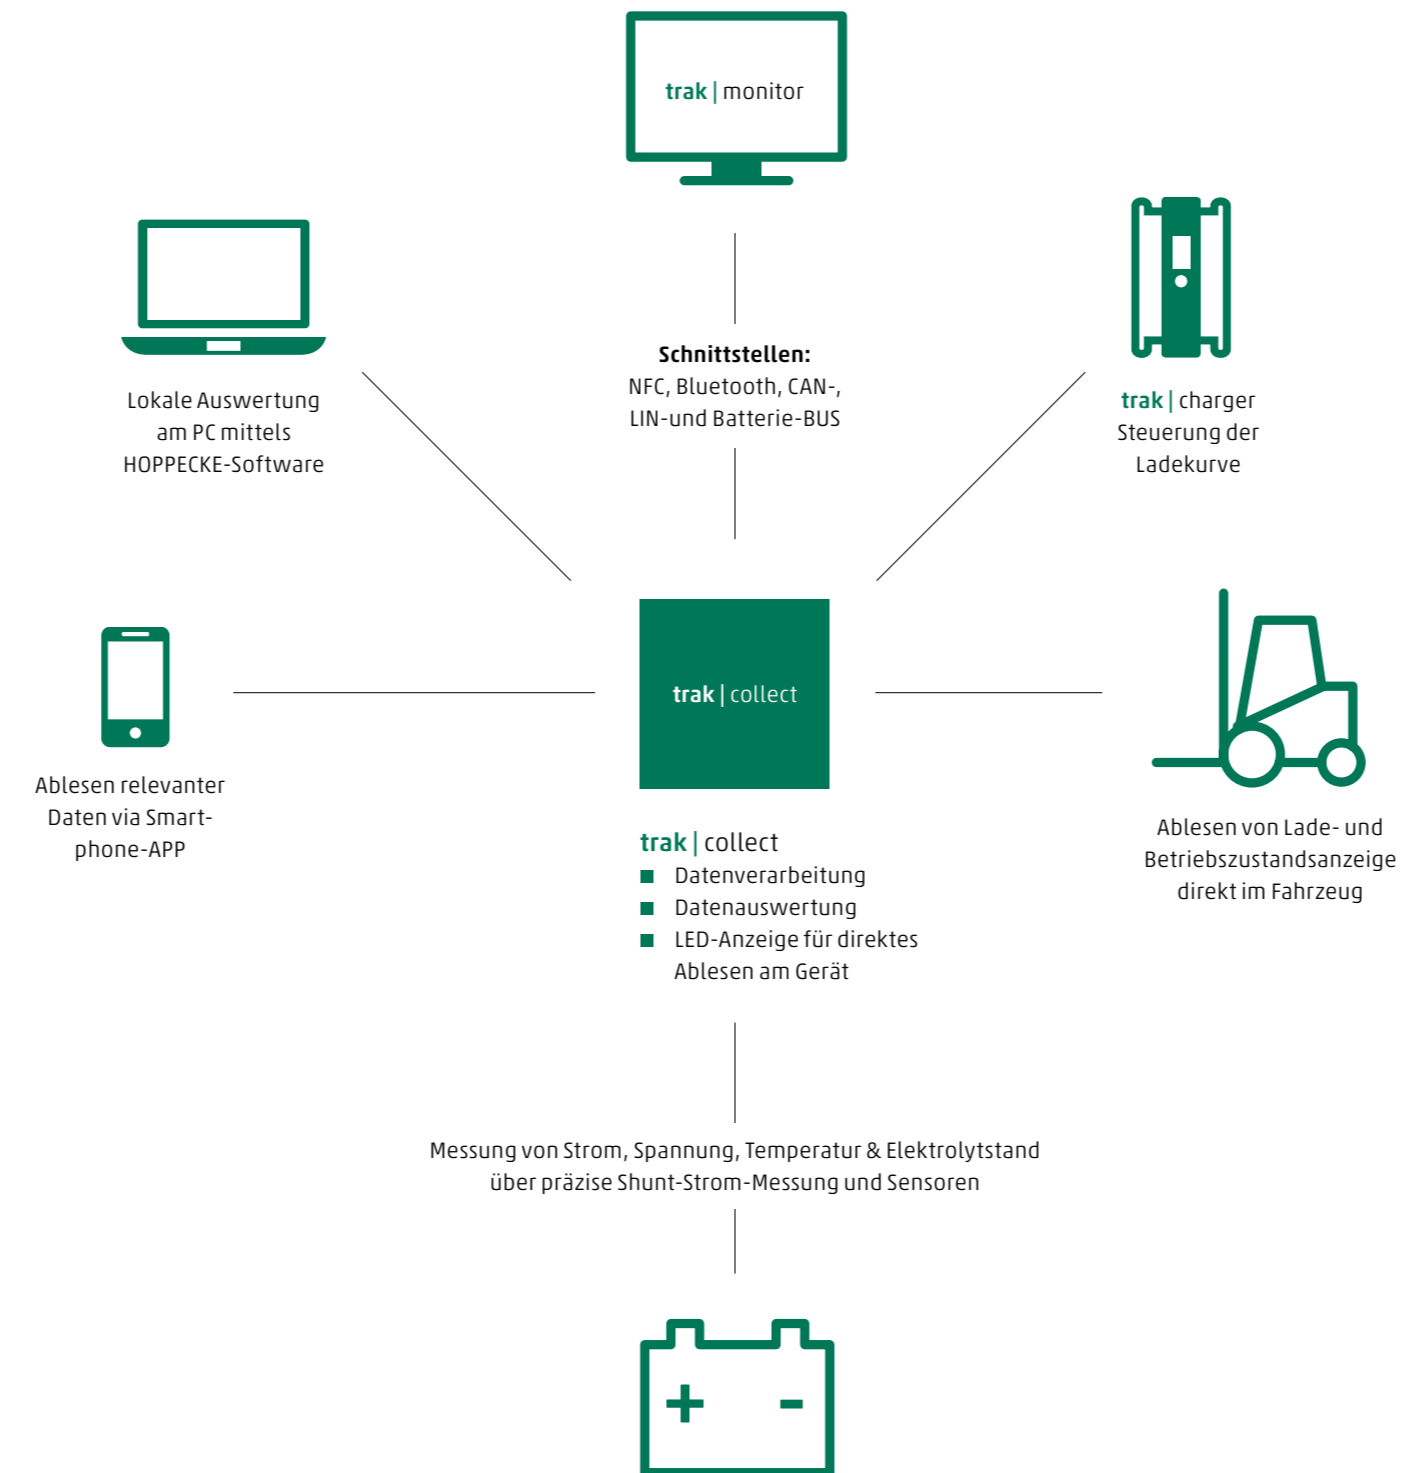 trak | monitor
Schnittstellen:
NFC, Bluetooth, CAN-,
LIN-und Batterie-BUS
Lokale Auswertung
am PC mittels
HOPPECKE-Software
trak | charger
Steuerung der
Ladekurve
trak | collect
Ablesen relevanter
Daten via Smart-
phone-APP
Ablesen von Lade- und
Betriebszustandsanzeige
direkt im Fahrzeug
trak | collect
■ Datenverarbeitung
■ Datenauswertung
■ LED-Anzeige für direktes
Ablesen am Gerät
Messung von Strom, Spannung, Temperatur & Elektrolytstand
über präzise Shunt-Strom-Messung und Sensoren
+ -